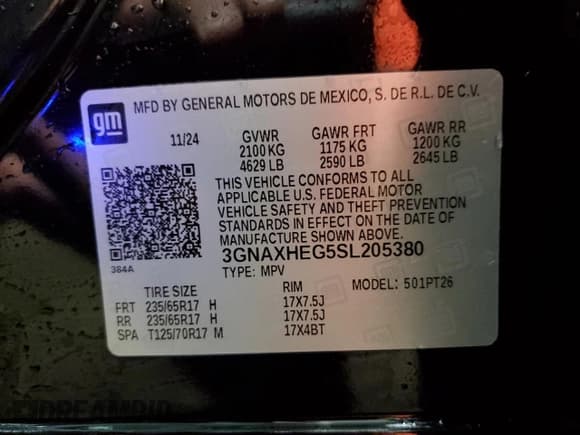 gm
MFD BY GENERAL MOTORS DE MEXICO, S. DE R.L. DE C.V.
11/24 GVWR GAWR FRT GAWR RR
2100 KG 1175 KG 1200 KG
4629 LB 2590 LB 2645 LB
THIS VEHICLE CONFORMS TO ALL
APPLICABLE U.S. FEDERAL MOTOR
VEHICLE SAFETY AND THEFT PREVENTION
STANDARDS IN EFFECT ON THE DATE OF
MANUFACTURE SHOWN ABOVE.
384A
3GNAXHEG5SL205380
TYPE: MPV MODEL: 501PT26
TIRE SIZE RIM
FRT 235/65R17 H 17X7.5J
RR 235/65R17 H 17X7.5J
SPA T125/70R17 M 17X4BT
DREAMBID